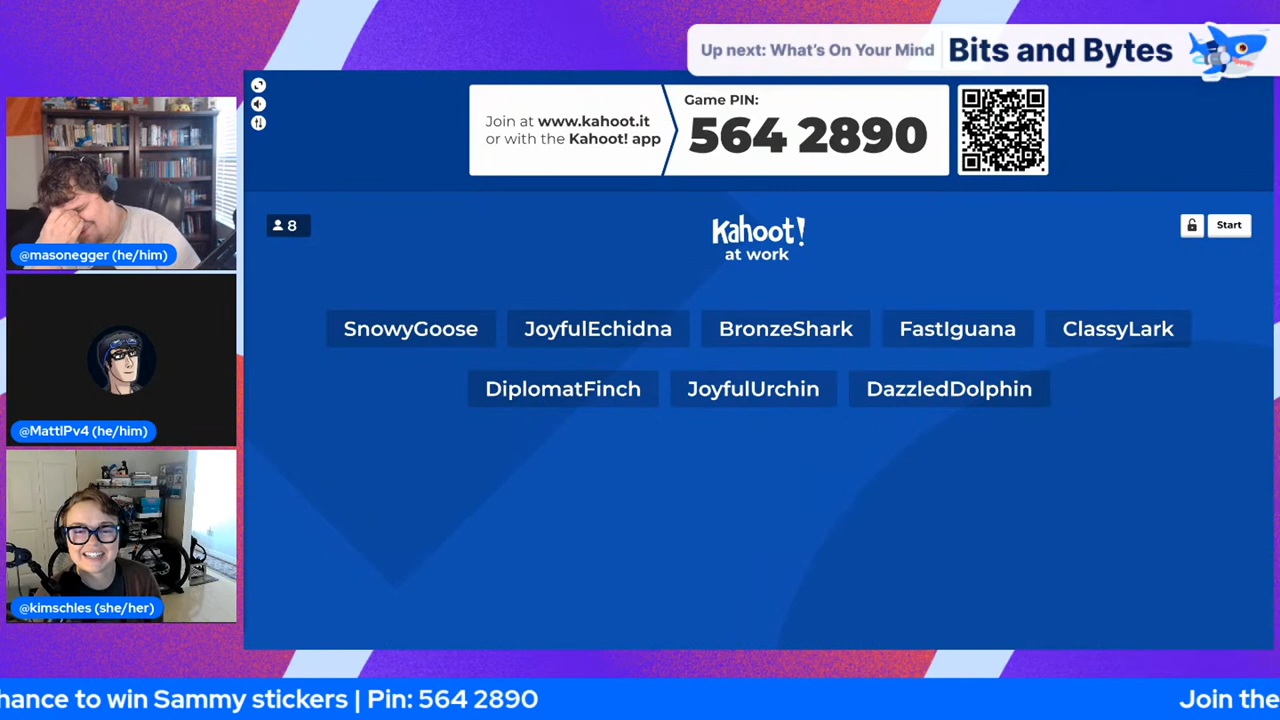 Up next: What's On Your Mind
Bits and Bytes
Join at www.kahoot.it
or with the Kahoot! app
Game PIN:
564 2890
8
Kahoot!
at work
Start
SnowyGoose
JoyfulEchidna
BronzeShark
FastIguana
ClassyLark
DiplomatFinch
JoyfulUrchin
DazzledDolphin
@masonegger (he/him)
@MattIPv4 (he/him)
@kimschles (she/her)
hance to win Sammy stickers | Pin: 564 2890
Join the